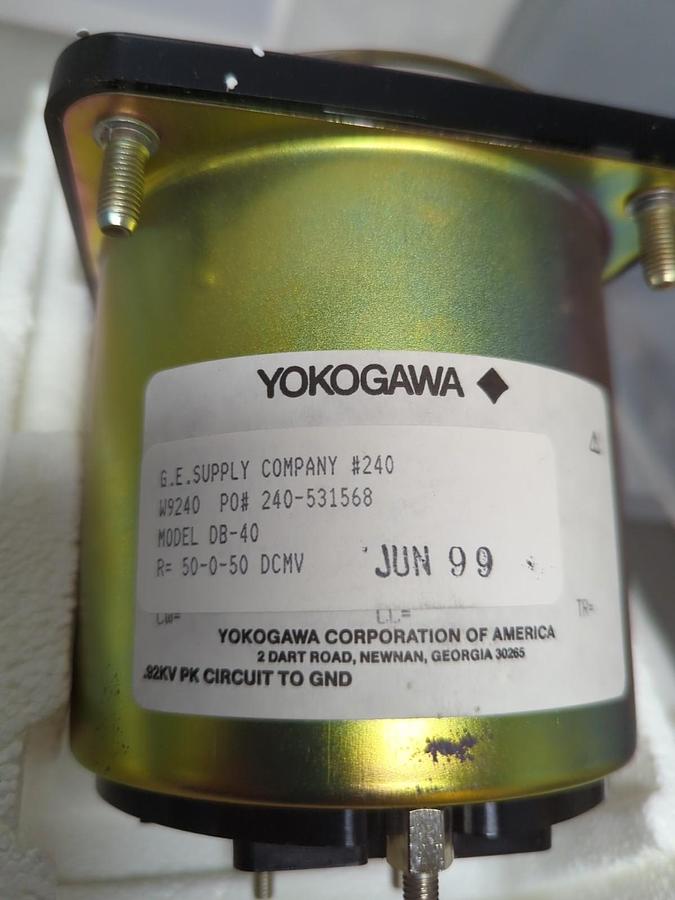 YOKOGAWA
G.E.SUPPLY COMPANY #240
W9240 PO# 240-531568
MODEL DB-40
R= 50-0-50 DCMV JUN 99
TR=
YOKOGAWA CORPORATION OF AMERICA
2 DART ROAD, NEWNAN, GEORGIA 30265
.92KV PK CIRCUIT TO GND